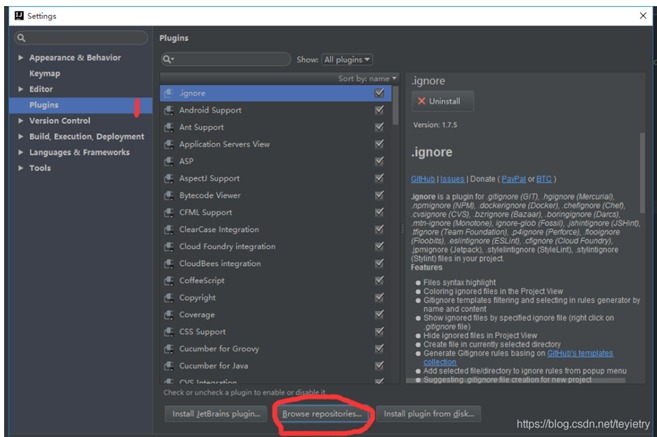 Settings
Appearance & Behavior
Keymap
Editor
Plugins
Version Control
Build, Execution, Deployment
Languages & Frameworks
Tools
Plugins
Show: All plugins
Sort by: name
.ignore
Android Support
Ant Support
Application Servers View
ASP
AspectJ Support
Bytecode Viewer
CFML Support
ClearCase Integration
Cloud Foundry integration
CloudBees integration
CoffeeScript
Copyright
Coverage
CSS Support
Cucumber for Groovy
Cucumber for Java
CVS Integration
Check or uncheck a plugin to enable or disable it.
Install JetBrains plugin...
Browse repositories...
Install plugin from disk...
.ignore
Uninstall
Version: 1.7.5
.ignore
GitHub | Issues | Donate ( PayPal or BTC )
.ignore is a plugin for .gitignore (GIT), .hgignore (Mercurial),
.npmignore (NPM), .dockerignore (Docker), .chefignore (Chef),
.cvsignore (CVS), .bzrignore (Bazaar), .boringignore (Darcs),
.mtn-ignore (Monotone), ignore-glob (Fossil), .jshintignore (JSHint),
.tfignore (Team Foundation), .p4ignore (Perforce), .flooignore
(Floobits), .eslintignore (ESLint), .cfignore (Cloud Foundry),
.jpmignore (Jetpack), .stylelintignore (StyleLint), .stylintignore
(Stylint) files in your project.
Features
Files syntax highlight
Coloring ignored files in the Project View
Gitignore templates filtering and selecting in rules generator by
name and content
Show ignored files by specified ignore file (right click on
.gitignore file)
Hide ignored files in Project View
Create file in currently selected directory
Generate Gitignore rules basing on GitHub's templates
collection
Add selected file/directory to ignore rules from popup menu
Suggesting .gitignore file creation for new project
https://blog.csdn.net/teyietry